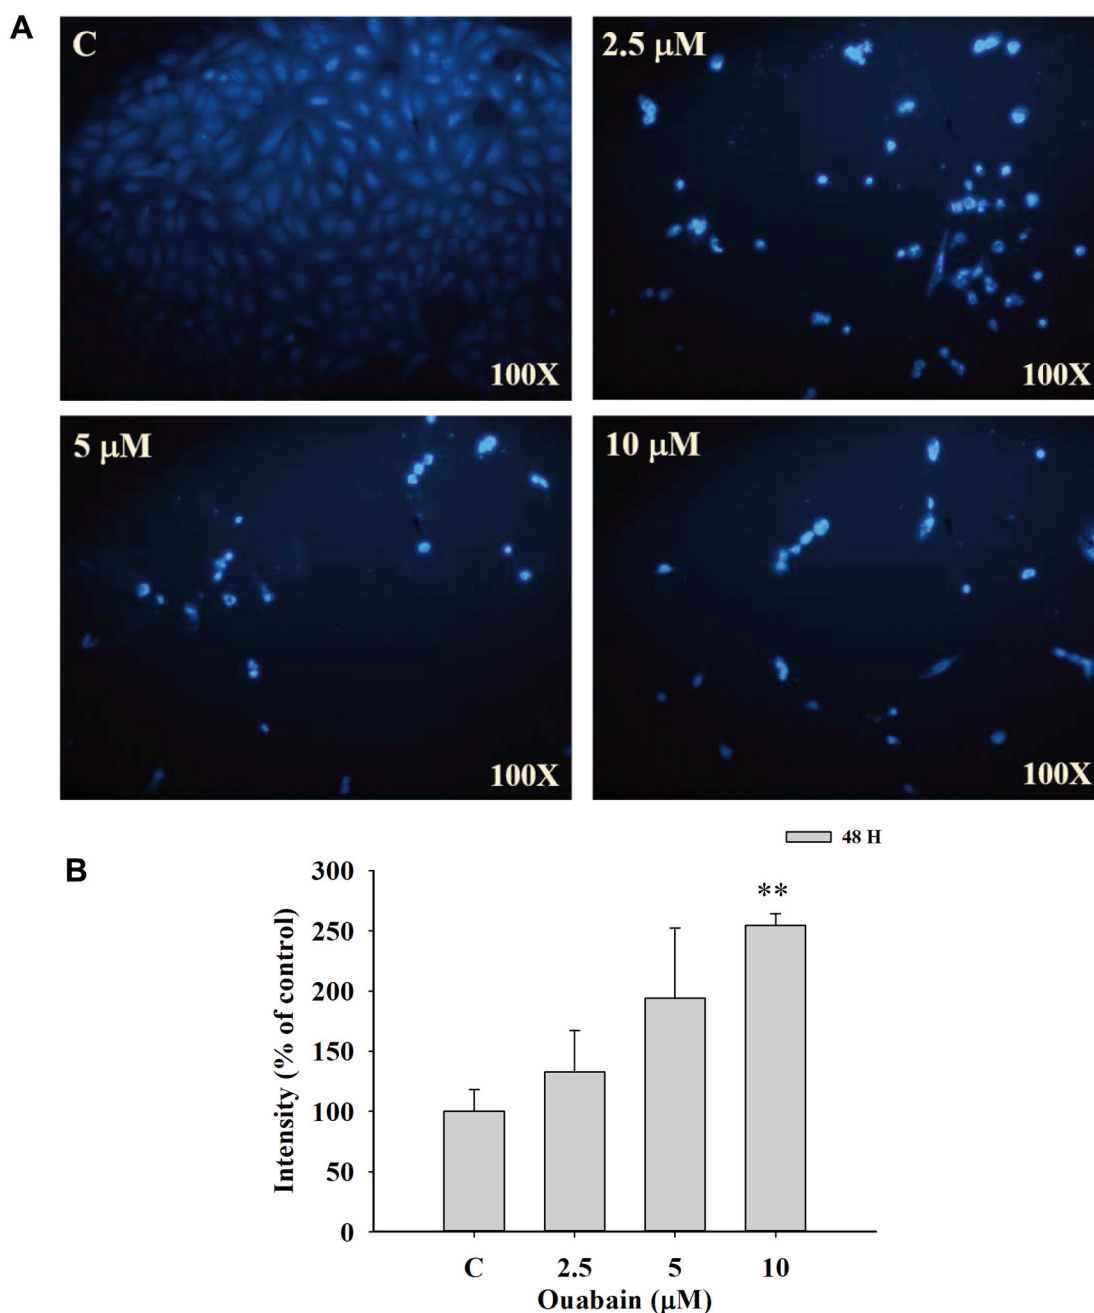 A
C
100X
2.5 μM
100X
5 μM
100X
10 μM
100X
B
48 H
Intensity (% of control)
300
250
200
150
100
50
0
**
C 2.5 5 10
Ouabain (μM)